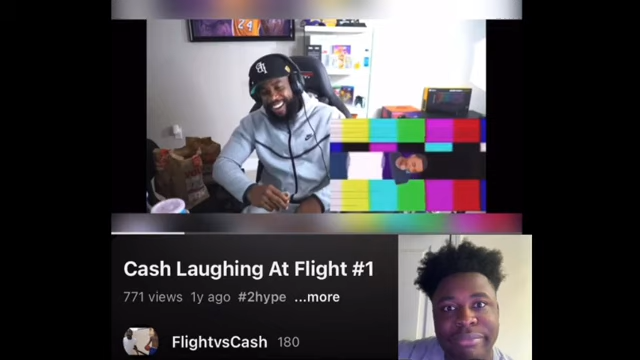 Cash Laughing At Flight #1
771 views 1y ago #2hype ...more
FlightvsCash 180